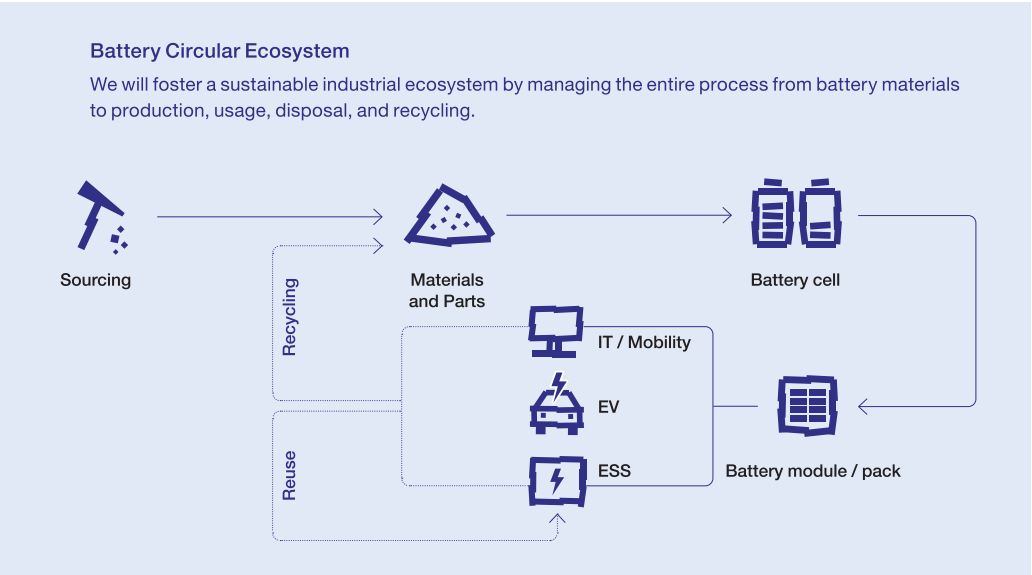 Battery Circular Ecosystem
We will foster a sustainable industrial ecosystem by managing the entire process from battery materials
to production, usage, disposal, and recycling.
Sourcing
Materials
and Parts
Battery cell
Recycling
IT / Mobility
EV
ESS
Battery module / pack
Reuse